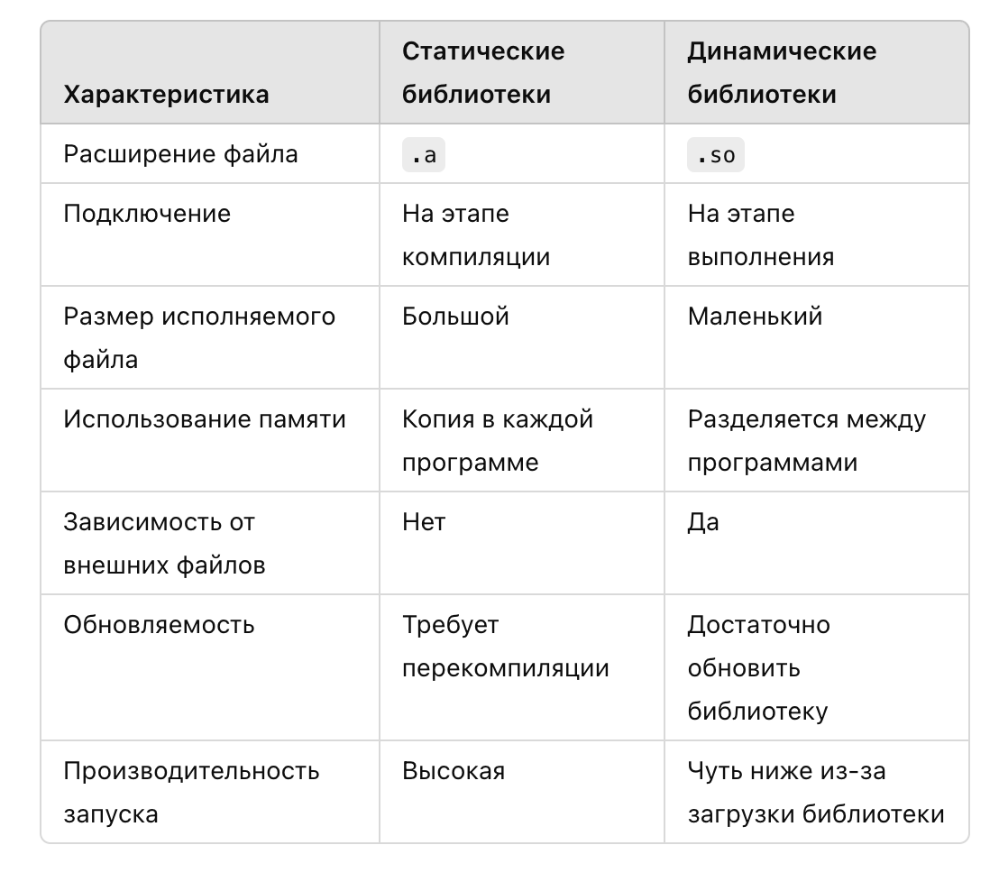 Характеристика
Статические
библиотеки
Динамические
библиотеки
Расширение файла
.a
.so
Подключение
На этапе
компиляции
На этапе
выполнения
Размер исполняемого
файла
Большой
Маленький
Использование памяти
Копия в каждой
программе
Разделяется между
программами
Зависимость от
внешних файлов
Нет
Да
Обновляемость
Требует
перекомпиляции
Достаточно
обновить
библиотеку
Производительность
запуска
Высокая
Чуть ниже из-за
загрузки библиотеки